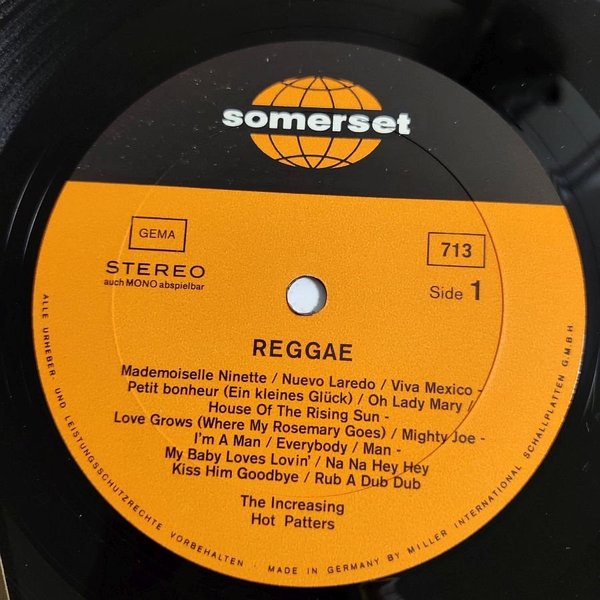 somerset
GEMA
713
STEREO
auch MONO abspielbar
Side 1
REGGAE
Mademoiselle Ninette / Nuevo Laredo / Viva Mexico -
Petit bonheur (Ein kleines Glück) / Oh Lady Mary /
House Of The Rising Sun -
Love Grows (Where My Rosemary Goes) / Mighty Joe -
I'm A Man / Everybody / Man -
My Baby Loves Lovin' / Na Na Hey Hey
Kiss Him Goodbye / Rub A Dub Dub
The Increasing
Hot Patters
ALLE URHEBER- UND LEISTUNGSSCHUTZRECHTE VORBEHALTEN · MADE IN GERMANY BY MILLER INTERNATIONAL SCHALLPLATTEN G.M.B.H.